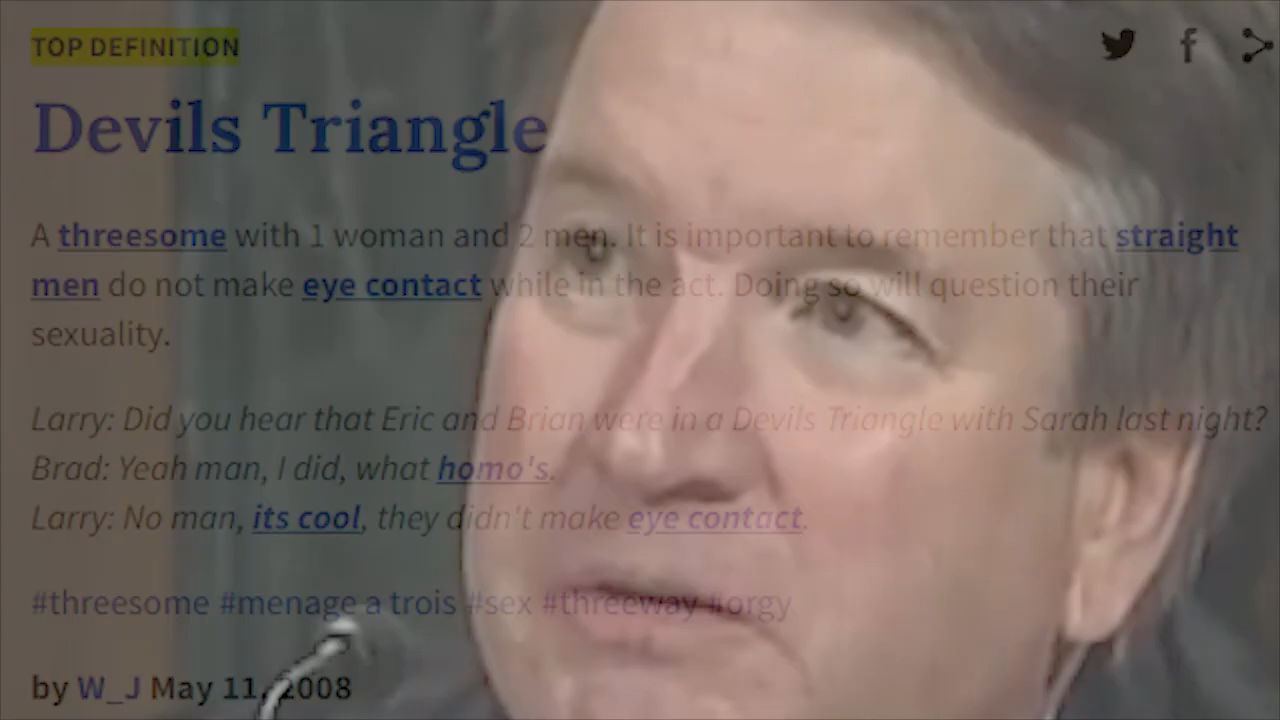 TOP DEFINITION
Devils Triangle
A threesome with 1 woman and 2 men. It is important to remember that straight
men do not make eye contact while in the act. Doing so will question their
sexuality.
Larry: Did you hear that Eric and Brian were in a Devils Triangle with Sarah last night?
Brad: Yeah man, I did, what homo's.
Larry: No man, its cool, they didn't make eye contact.
#threesome #menage a trois #sex #threeway #orgy
by W_J May 11, 2008